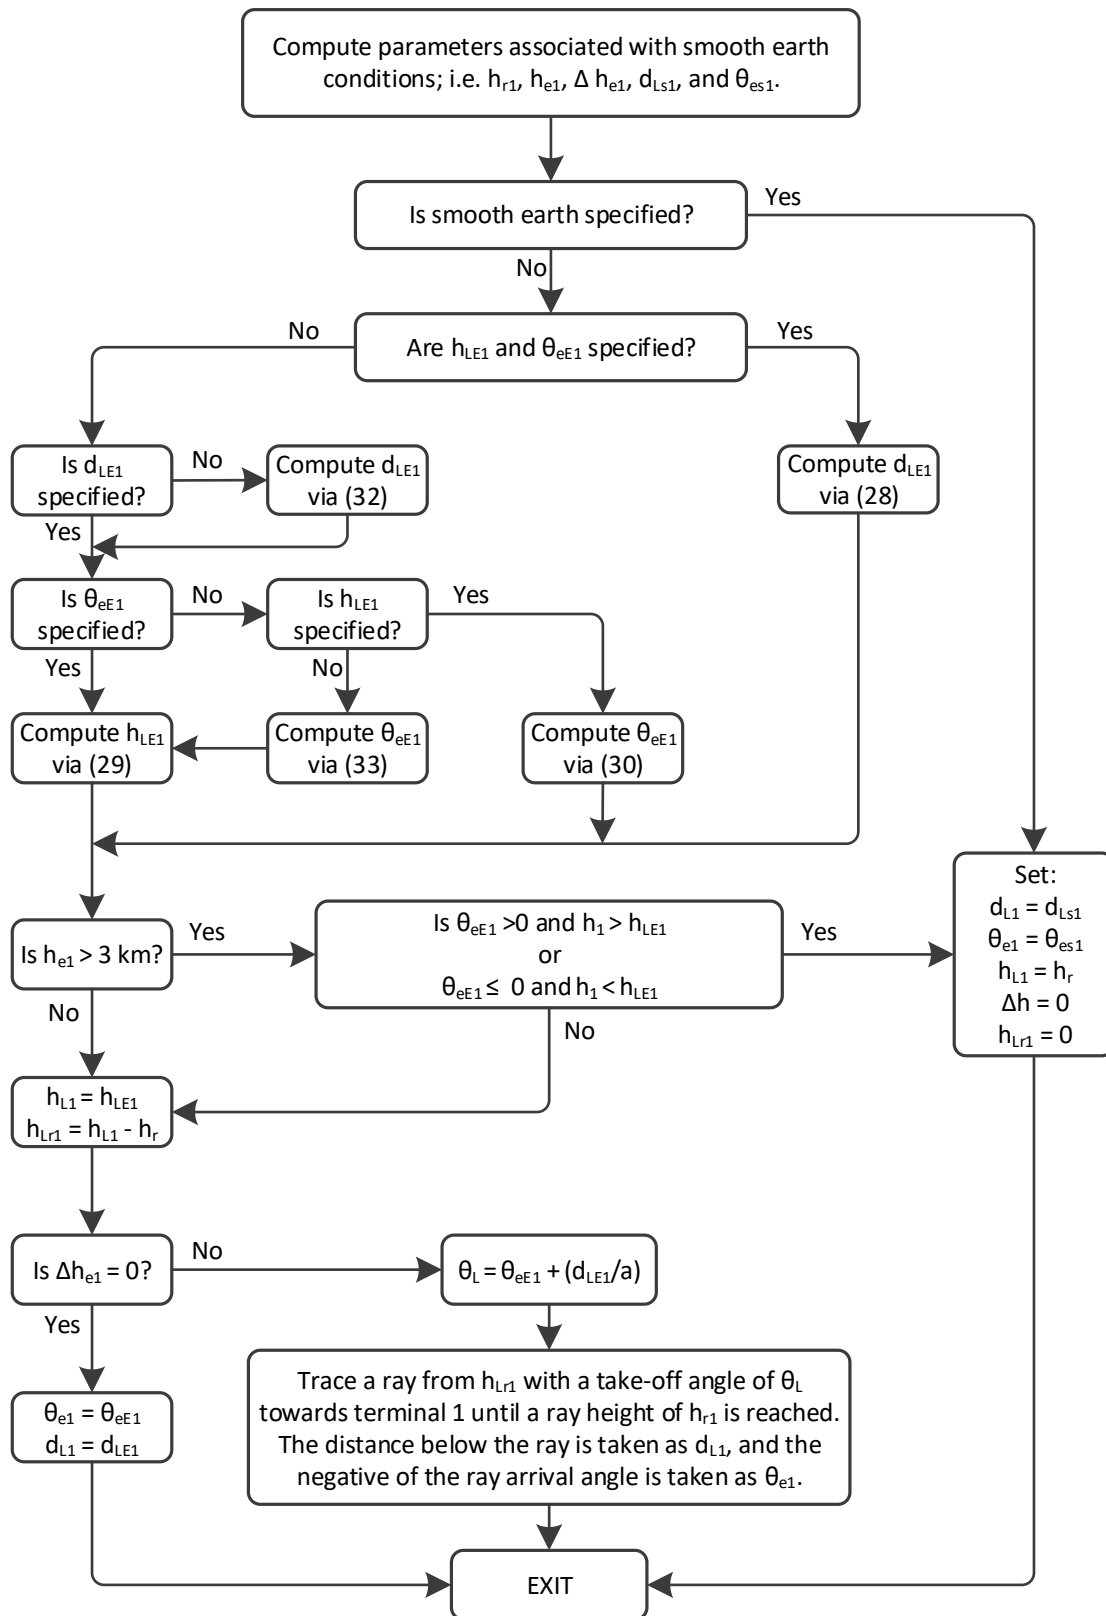 Compute parameters associated with smooth earth
conditions; i.e. hr1, he1, Δ he1, dLs1, and θes1.
Is smooth earth specified?
Yes
No
Are hLE1 and θeE1 specified?
No
Yes
Is dLE1
specified?
No
Compute dLE1
via (32)
Compute dLE1
via (28)
Yes
Is θeE1
specified?
No
Is hLE1
specified?
Yes
Yes
No
Compute hLE1
via (29)
Compute θeE1
via (33)
Compute θeE1
via (30)
Is he1 > 3 km?
Yes
Is θeE1 >0 and h1 > hLE1
or
θeE1 ≤ 0 and h1 < hLE1
Yes
Set:
dL1 = dLs1
θe1 = θes1
hL1 = hr
Δh = 0
hLr1 = 0
No
No
hL1 = hLE1
hLr1 = hL1 - hr
Is Δhe1 = 0?
No
θL = θeE1 + (dLE1/a)
Yes
θe1 = θeE1
dL1 = dLE1
Trace a ray from hLr1 with a take-off angle of θL
towards terminal 1 until a ray height of hr1 is reached.
The distance below the ray is taken as dL1, and the
negative of the ray arrival angle is taken as θe1.
EXIT